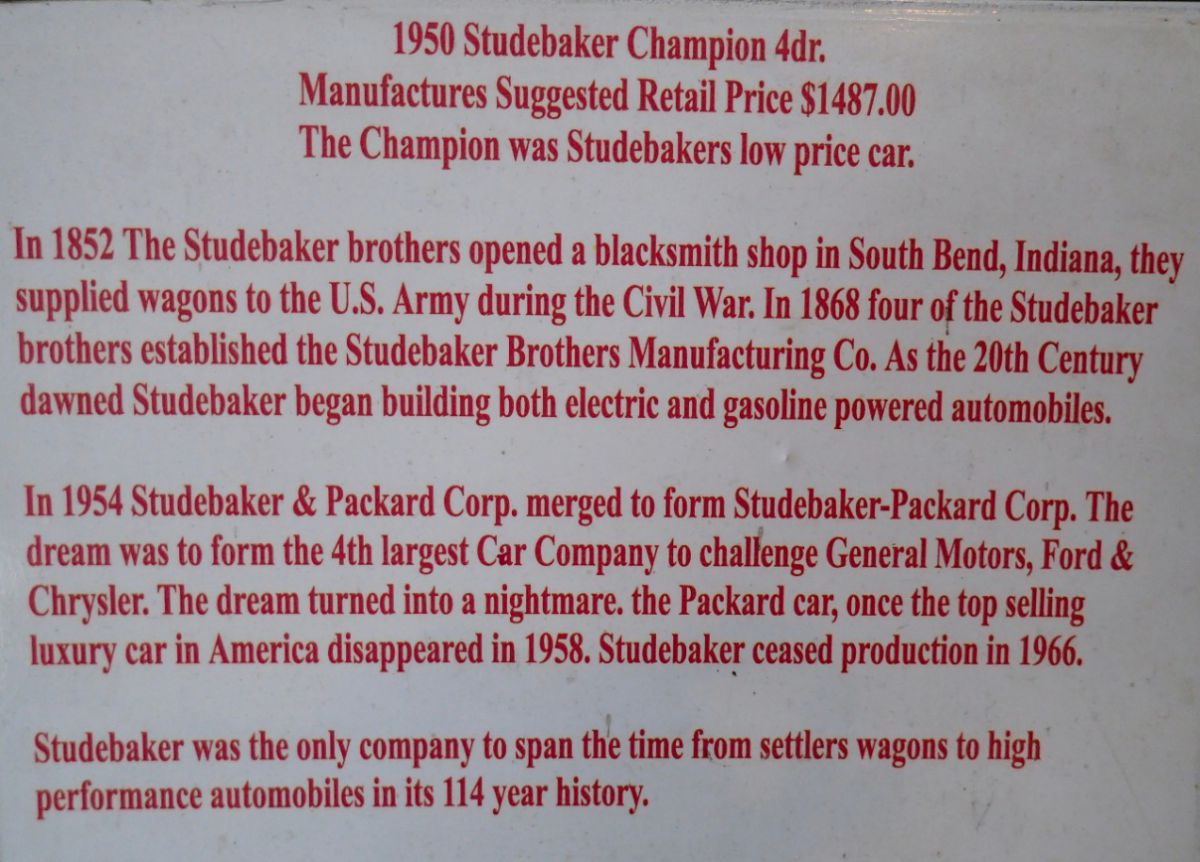 1950 Studebaker Champion 4dr.
Manufactures Suggested Retail Price $1487.00
The Champion was Studebakers low price car.
In 1852 The Studebaker brothers opened a blacksmith shop in South Bend, Indiana, they
supplied wagons to the U.S. Army during the Civil War. In 1868 four of the Studebaker
brothers established the Studebaker Brothers Manufacturing Co. As the 20th Century
dawned Studebaker began building both electric and gasoline powered automobiles.
In 1954 Studebaker & Packard Corp. merged to form Studebaker-Packard Corp. The
dream was to form the 4th largest Car Company to challenge General Motors, Ford &
Chrysler. The dream turned into a nightmare. the Packard car, once the top selling
luxury car in America disappeared in 1958. Studebaker ceased production in 1966.
Studebaker was the only company to span the time from settlers wagons to high
performance automobiles in its 114 year history.